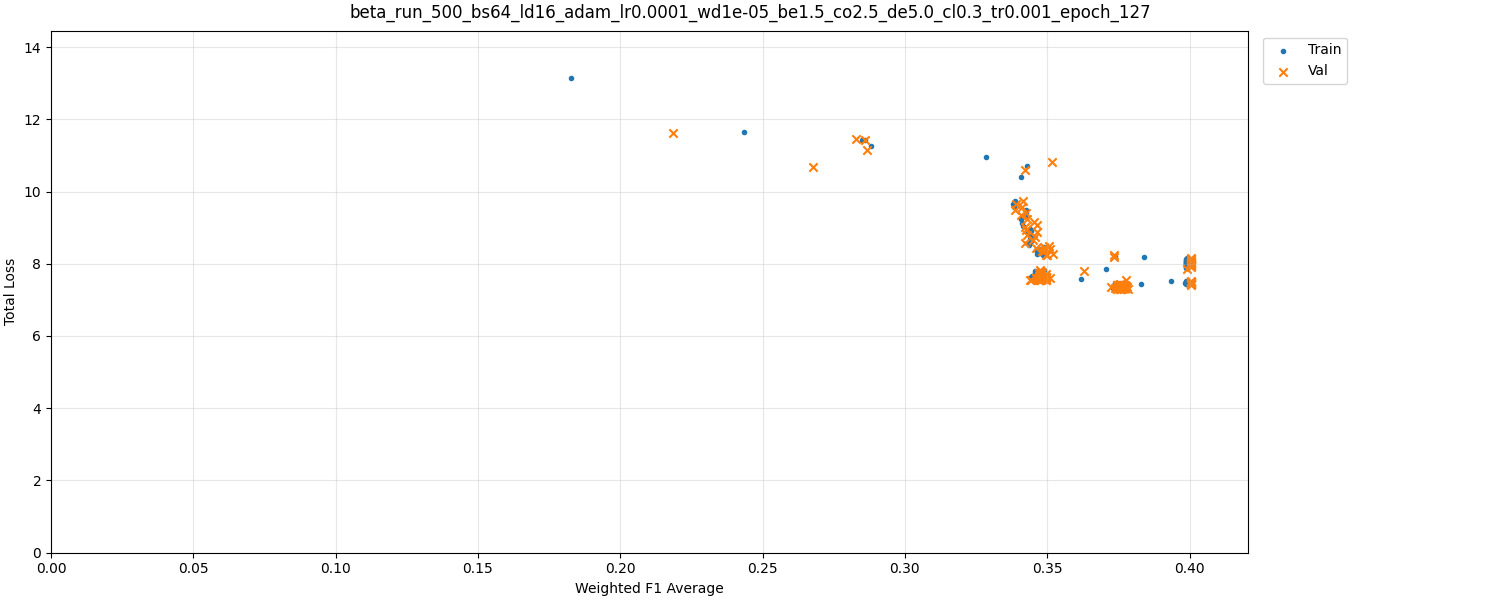 beta_run_500_bs64_ld16_adam_lr0.0001_wd1e-05_be1.5_co2.5_de5.0_cl0.3_tr0.001_epoch_127
Train
Val
14
12
10
8
6
4
2
0
Total Loss
0.00 0.05 0.10 0.15 0.20 0.25 0.30 0.35 0.40
Weighted F1 Average